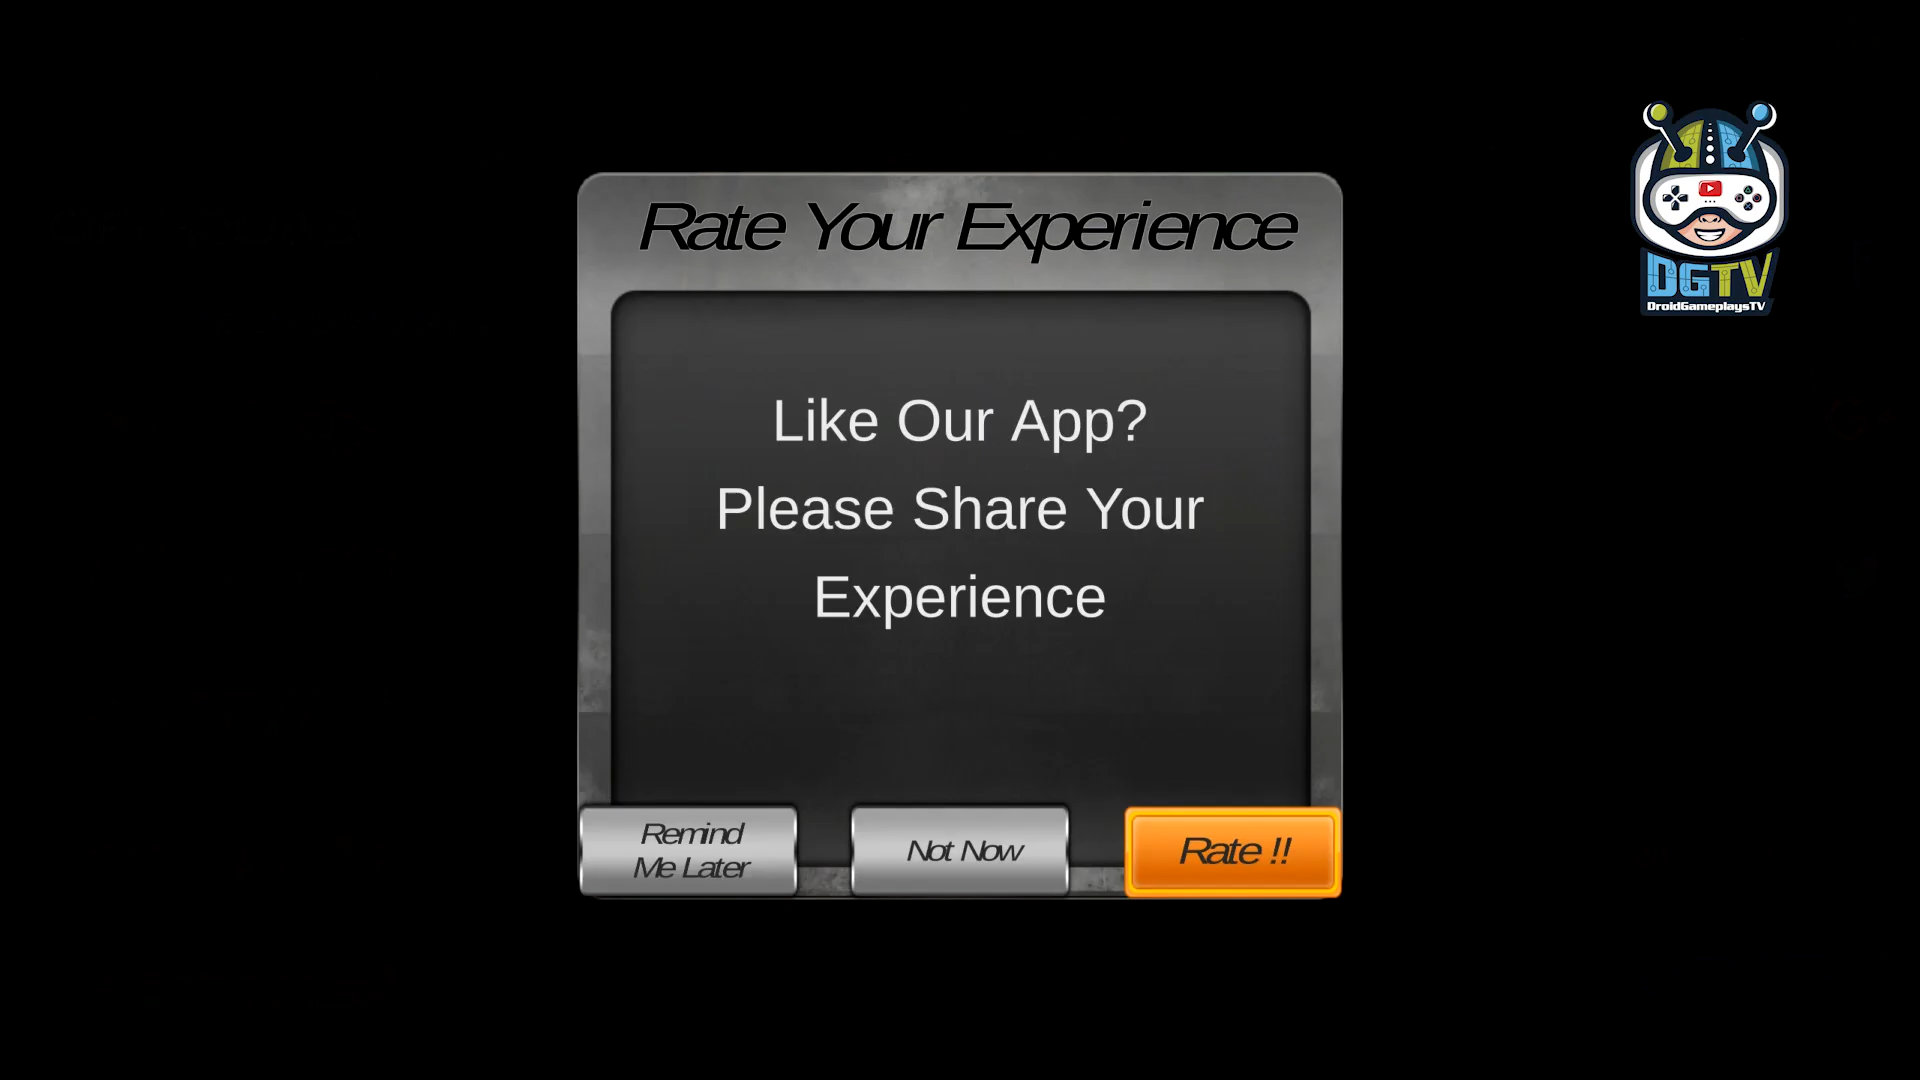 Rate Your Experience
Like Our App?
Please Share Your
Experience
Remind
Me Later
Not Now
Rate !!
DGTV
DroidGameplaysTV